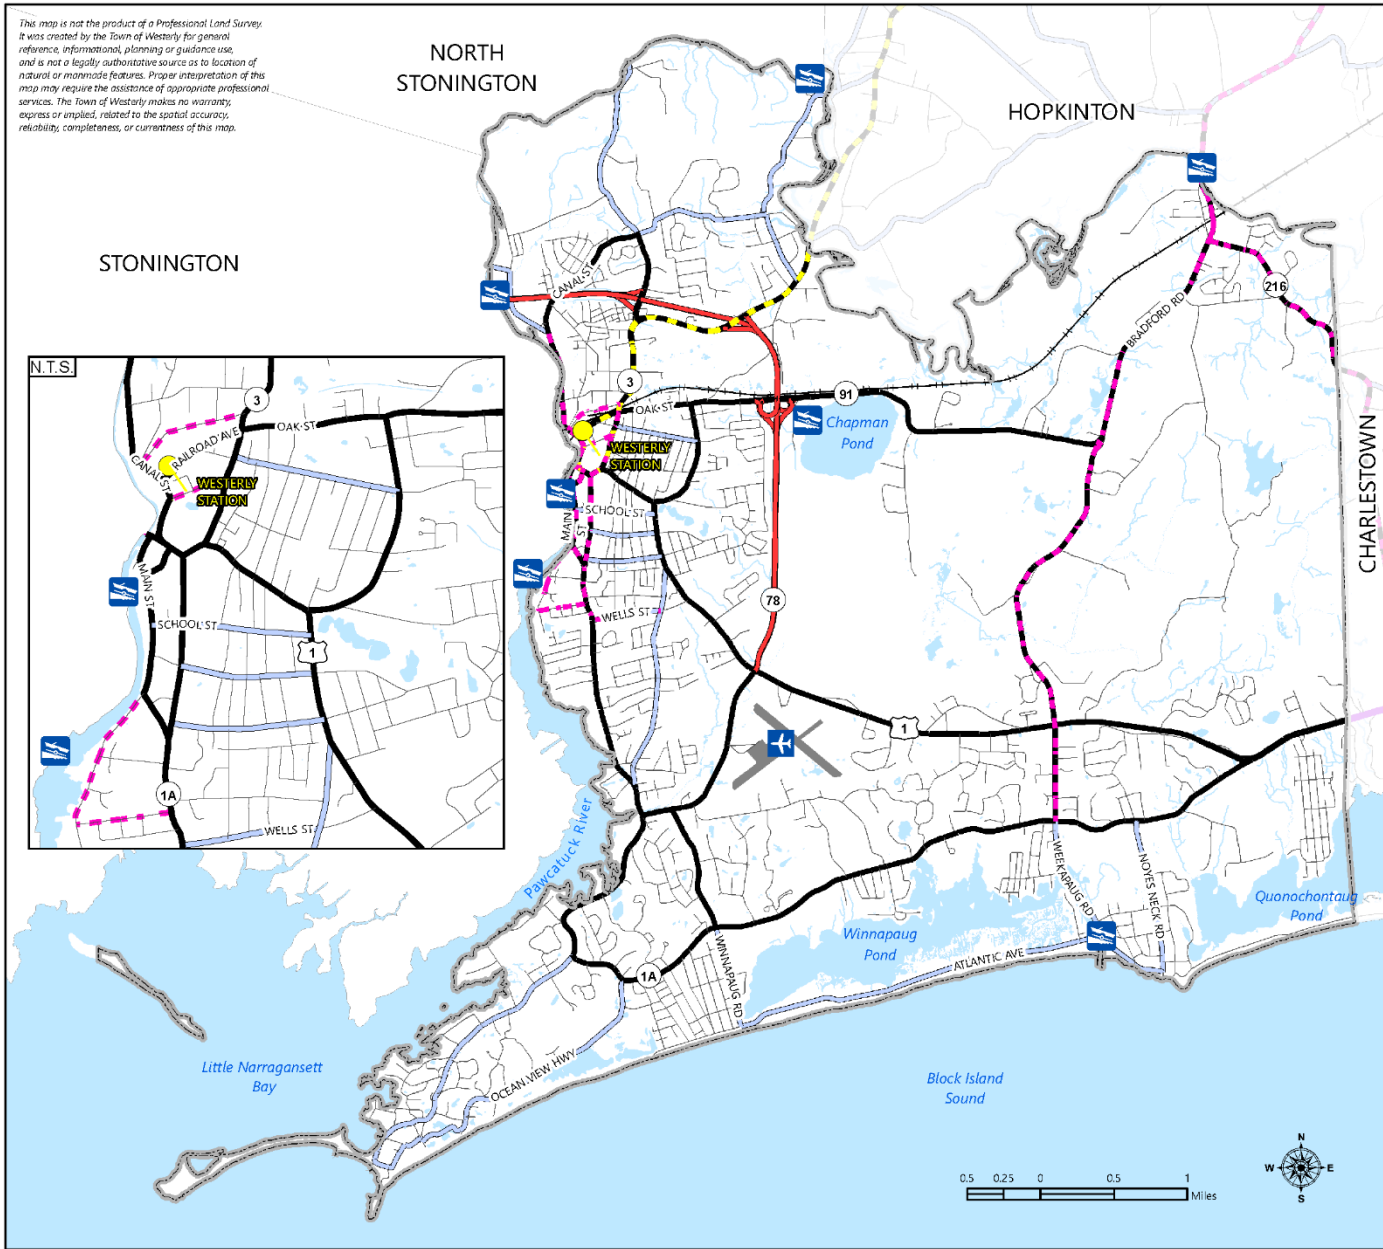 This map is not the product of a Professional Land Survey.
It was created by the Town of Westerly for general
reference, informational, planning or guidance use,
and is not a legally authoritative source as to location of
natural or manmade features. Proper interpretation of this
map may require the assistance of appropriate professional
services. The Town of Westerly makes no warranty,
express or implied, related to the spatial accuracy,
reliability, completeness, or currentness of this map.
NORTH
STONINGTON
HOPKINTON
STONINGTON
CHARLESTOWN
CANAL ST
BRADFORD RD
216
3
91
OAK ST
Chapman
Pond
WESTERLY
STATION
MAIN ST
SCHOOL ST
78
WELLS ST
1
Pawcatuck River
WEEKAPAUG RD
NOYES NECK RD
Quonochontaug
Pond
Winnapaug
Pond
WINNAPAUG RD
ATLANTIC AVE
1A
OCEAN VIEW HWY
Little Narragansett
Bay
Block Island
Sound
N.T.S.
3
OAK ST
RAILROAD AVE
CANAL ST
WESTERLY
STATION
MAIN ST
SCHOOL ST
1
1A
WELLS ST
N
W
E
S
0.5 0.25 0 0.5 1
Miles